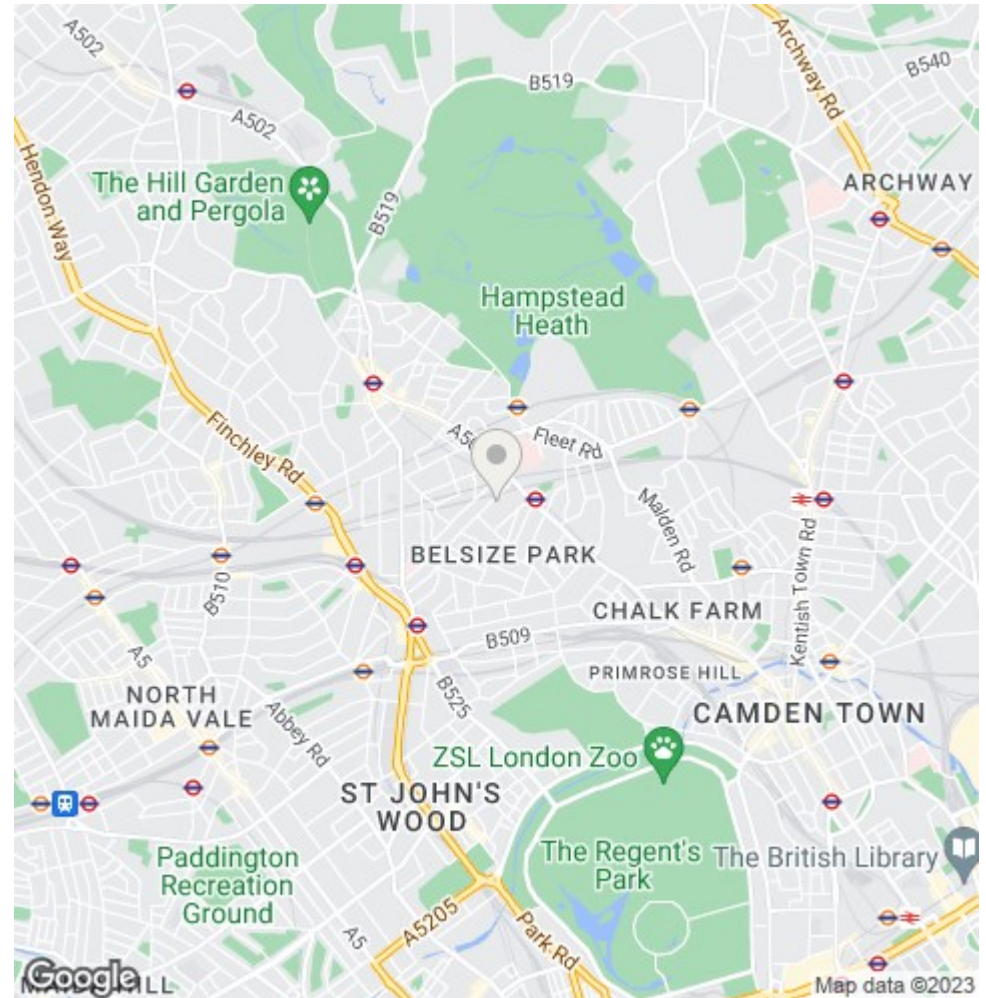 A502
B519
Archway Rd
B540
A502
Hendon Way
The Hill Garden
and Pergola
B519
ARCHWAY
Hampstead
Heath
Finchley Rd
Fleet Rd
Malden Rd
BELSIZE PARK
B510
Kentish Town Rd
CHALK FARM
B509
A5
PRIMROSE HILL
B525
NORTH
MAIDA VALE
Abbey Rd
CAMDEN TOWN
ZSL London Zoo
ST JOHN'S
WOOD
Paddington
Recreation
Ground
The Regent's
Park
The British Library
A5205
Park Rd
A5
Google
Map data ©2023